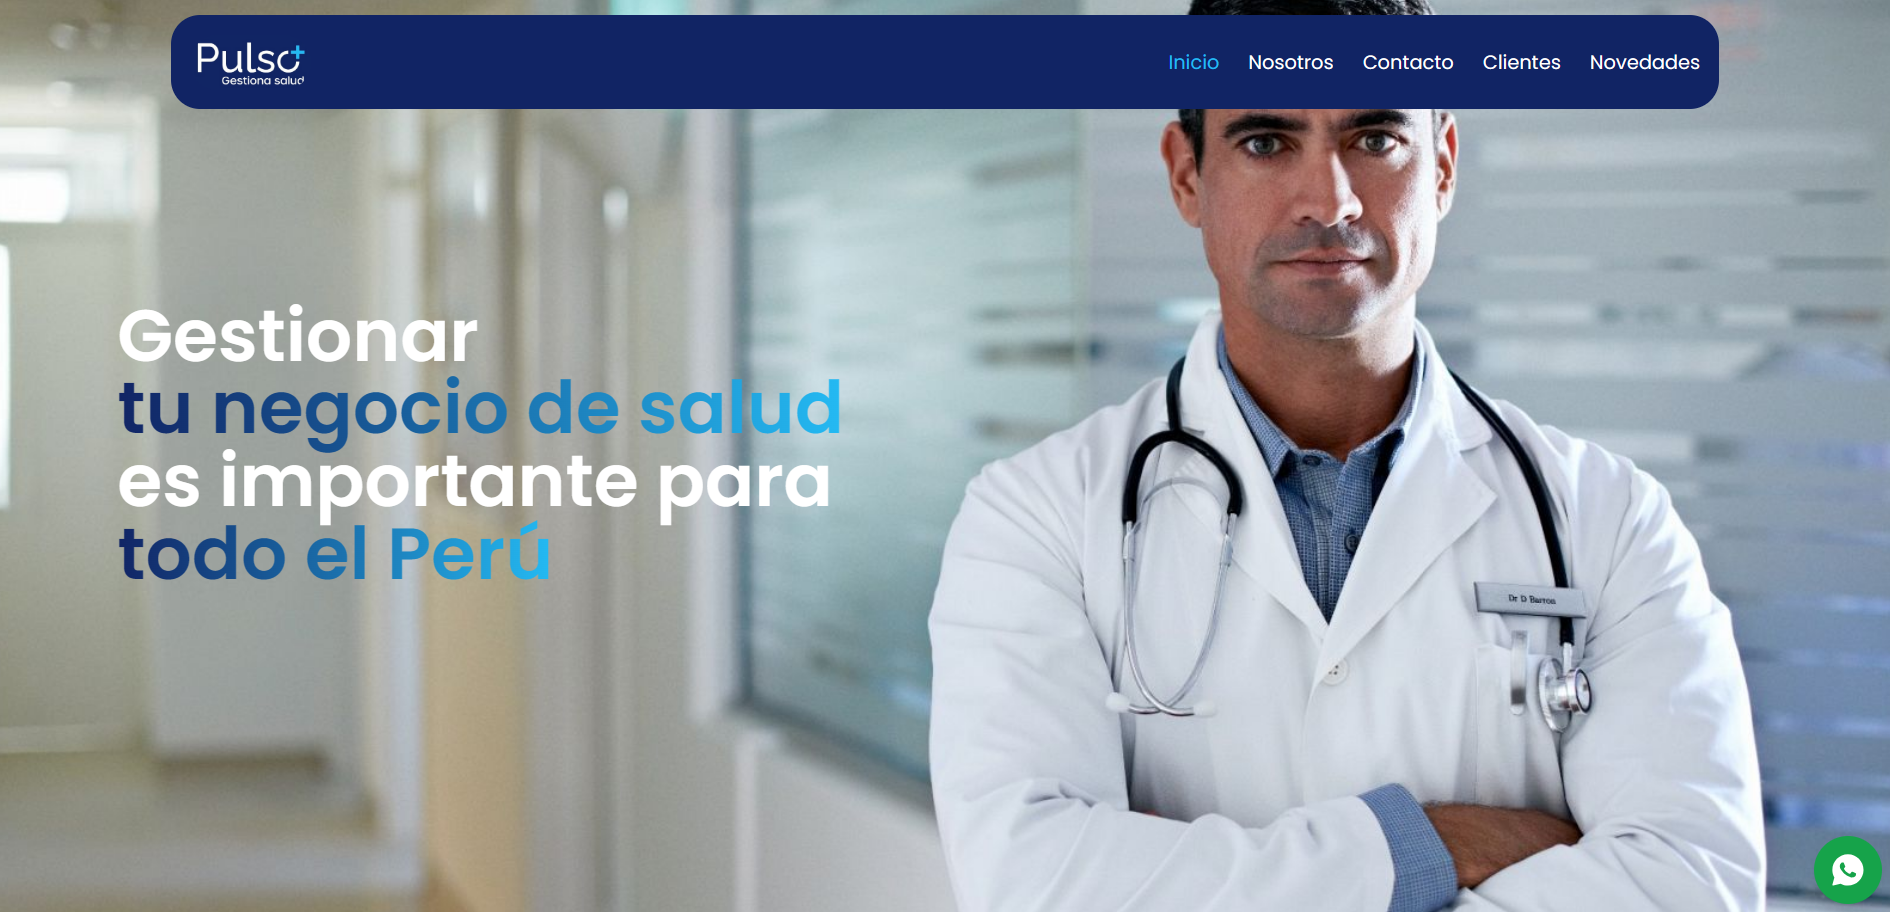 Pulso+
Gestiona salud
Inicio Nosotros Contacto Clientes Novedades
Gestionar
tu negocio de salud
es importante para
todo el Perú
Dr D Barron